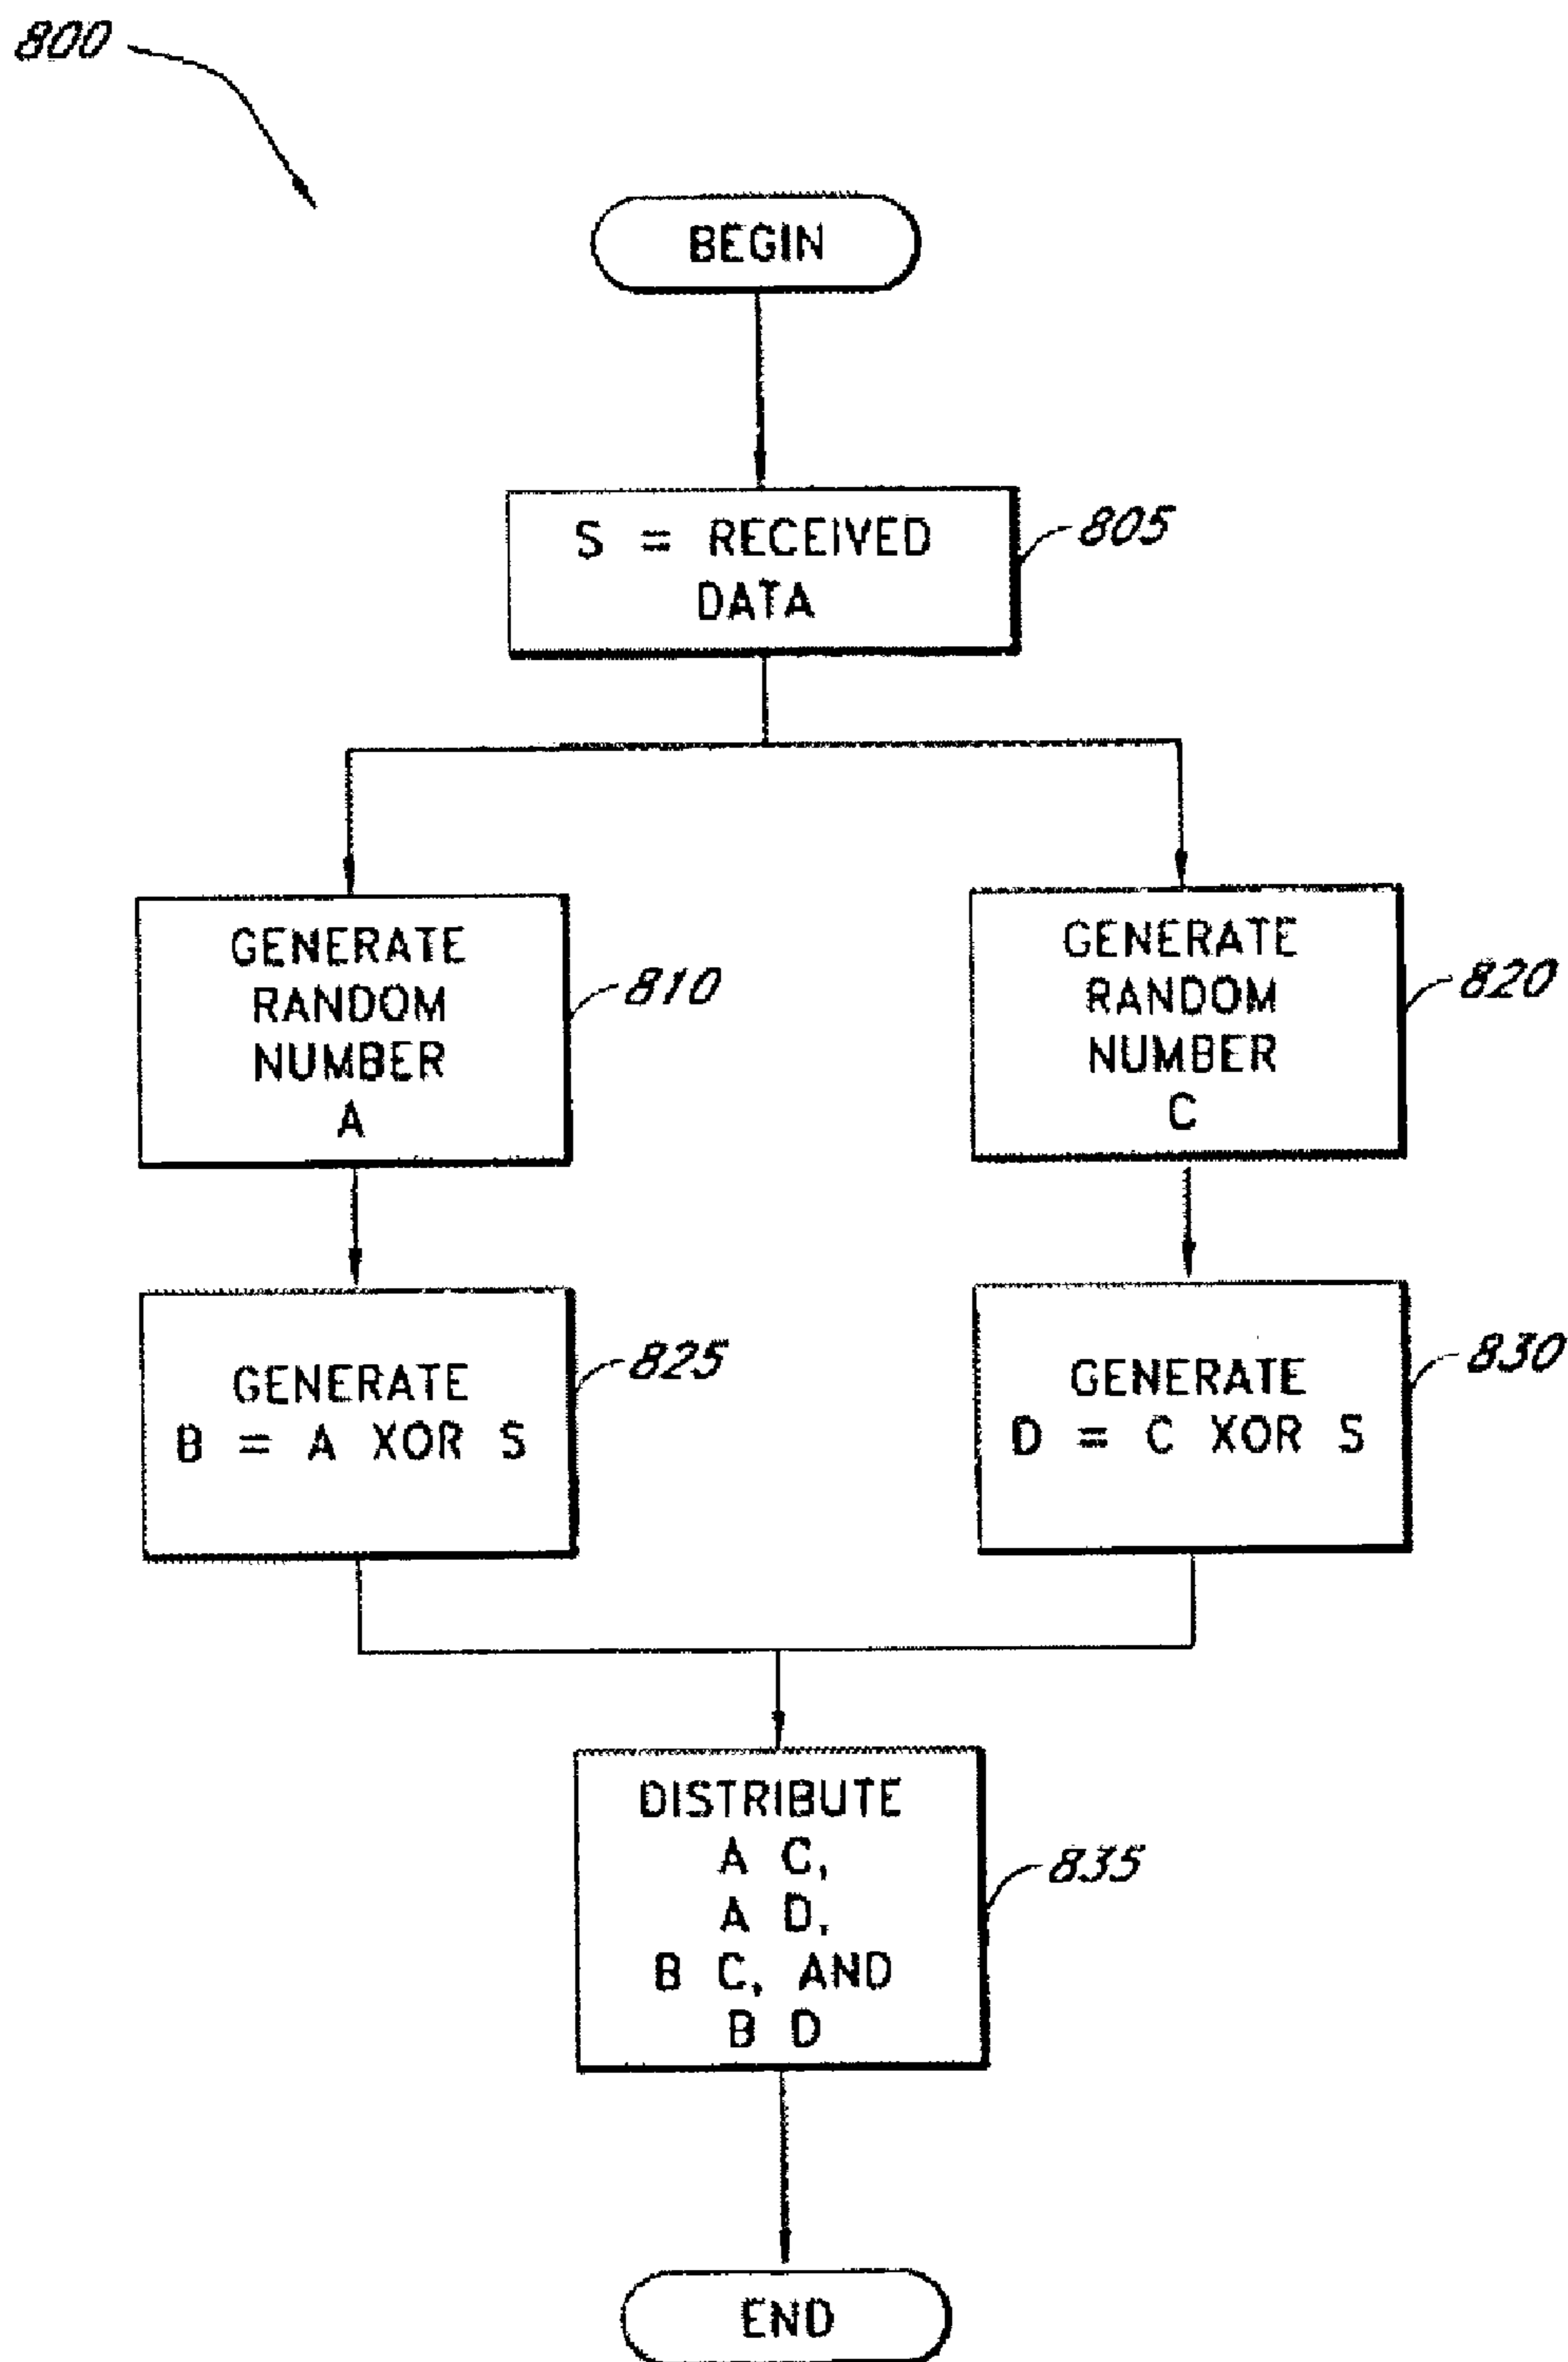 800
BEGIN
S = RECEIVED
DATA
805
GENERATE
RANDOM
NUMBER
A
810
GENERATE
RANDOM
NUMBER
C
820
GENERATE
B = A XOR S
825
GENERATE
D = C XOR S
830
DISTRIBUTE
A C,
A D,
B C, AND
B D
835
END